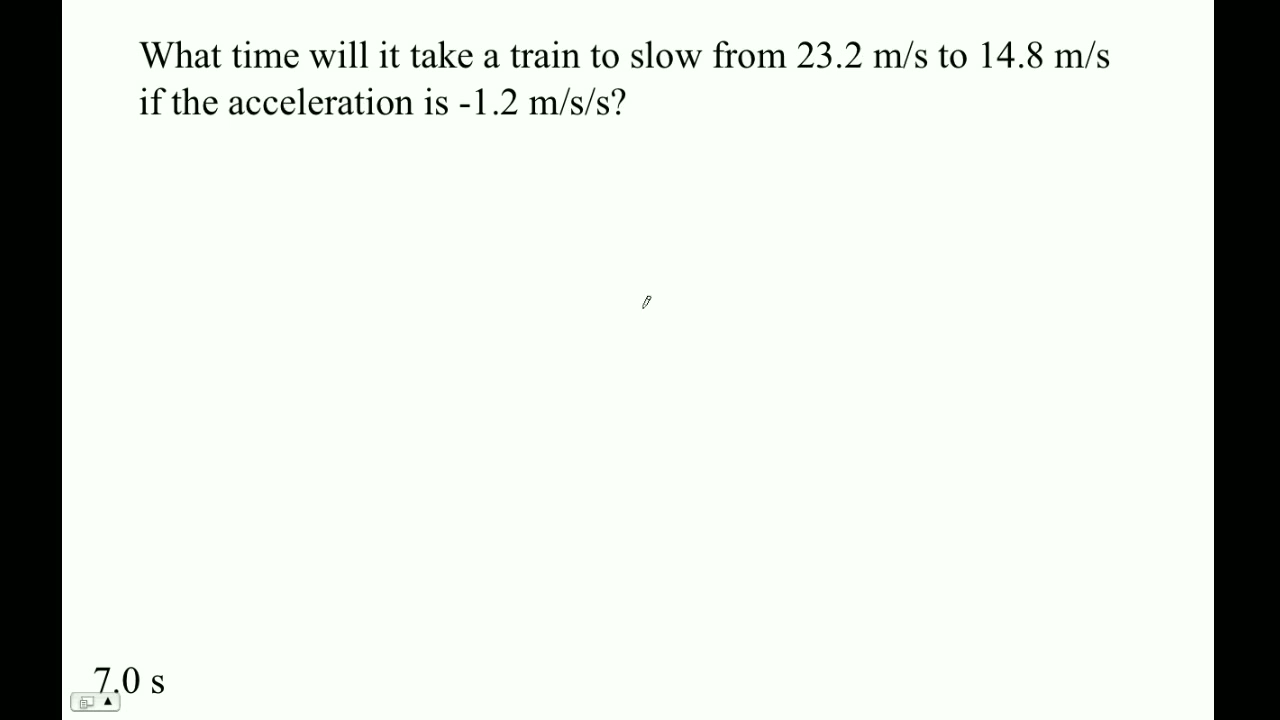 What time will it take a train to slow from 23.2 m/s to 14.8 m/s
if the acceleration is -1.2 m/s/s?
7.0 s